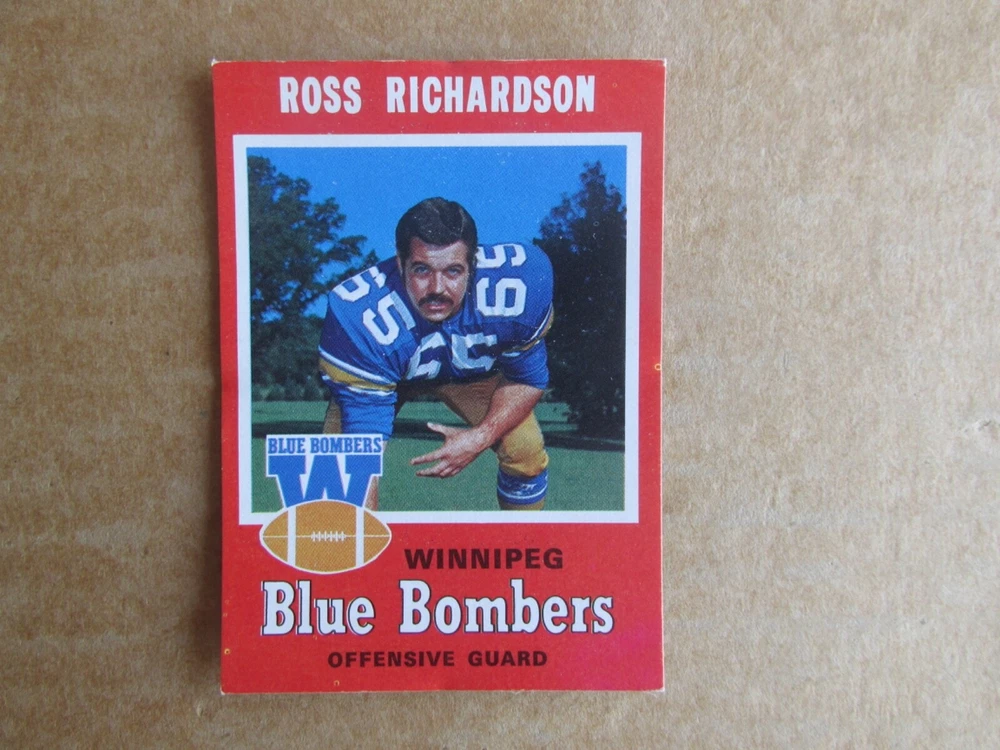 ROSS RICHARDSON
65
65
65
BLUE BOMBERS
W
WINNIPEG
Blue Bombers
OFFENSIVE GUARD